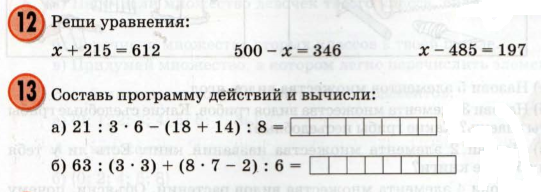 12 Реши уравнения:
x + 215 = 612 500 − x = 346 x − 485 = 197
13 Составь программу действий и вычисли:
а) 21 : 3 · 6 − (18 + 14) : 8 =
б) 63 : (3 · 3) + (8 · 7 − 2) : 6 =